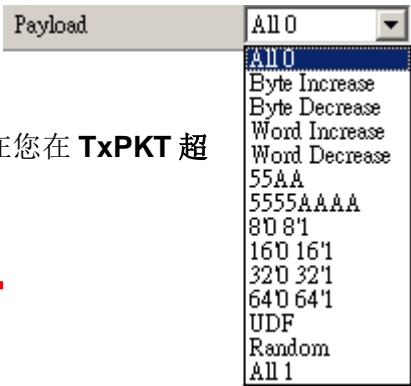 Payload All 0
All 0
Byte Increase
Byte Decrease
Word Increase
Word Decrease
在您在 TxPKT 超
55AA
5555AAAA
8'0 8'1
16'0 16'1
32'0 32'1
64'0 64'1
UDF
Random
All 1